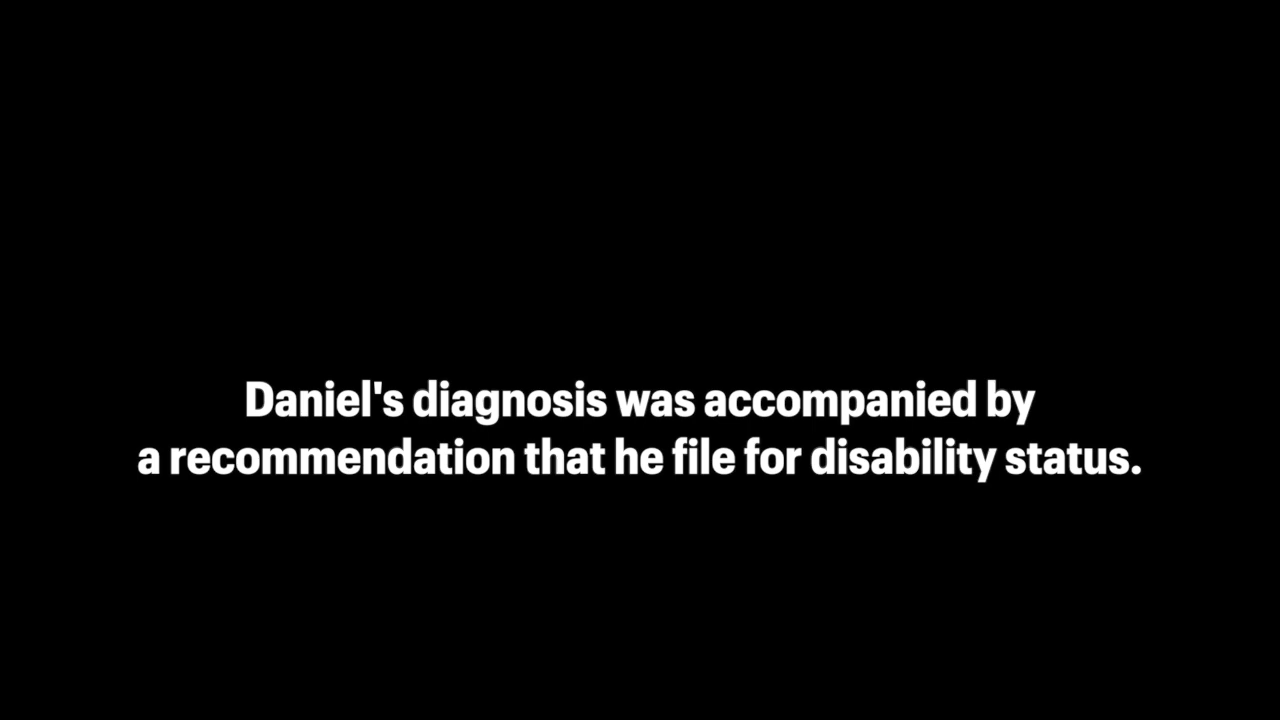 Daniel's diagnosis was accompanied by
a recommendation that he file for disability status.